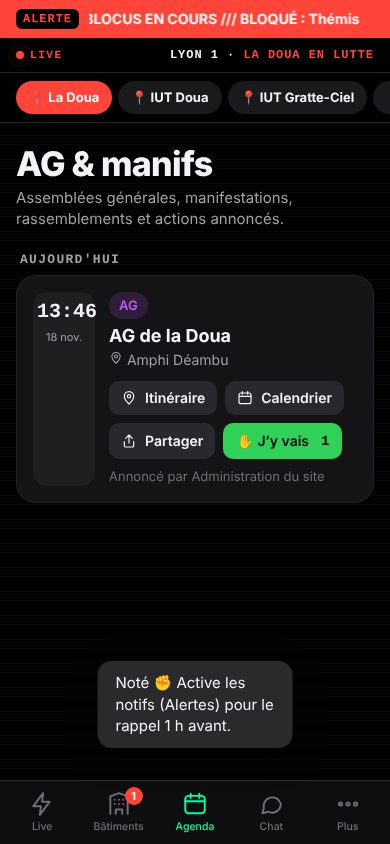 ALERTE BLOCUS EN COURS /// BLOQUÉ : Thémis
LIVE LYON 1 · LA DOUA EN LUTTE
La Doua IUT Doua IUT Gratte-Ciel
AG & manifs
Assemblées générales, manifestations,
rassemblements et actions annoncés.
AUJOURD'HUI
13:46
18 nov.
AG
AG de la Doua
Amphi Déambu
Itinéraire Calendrier
Partager ✋ J'y vais 1
Annoncé par Administration du site
Noté ✊ Active les
notifs (Alertes) pour le
rappel 1 h avant.
1
Live Bâtiments Agenda Chat Plus